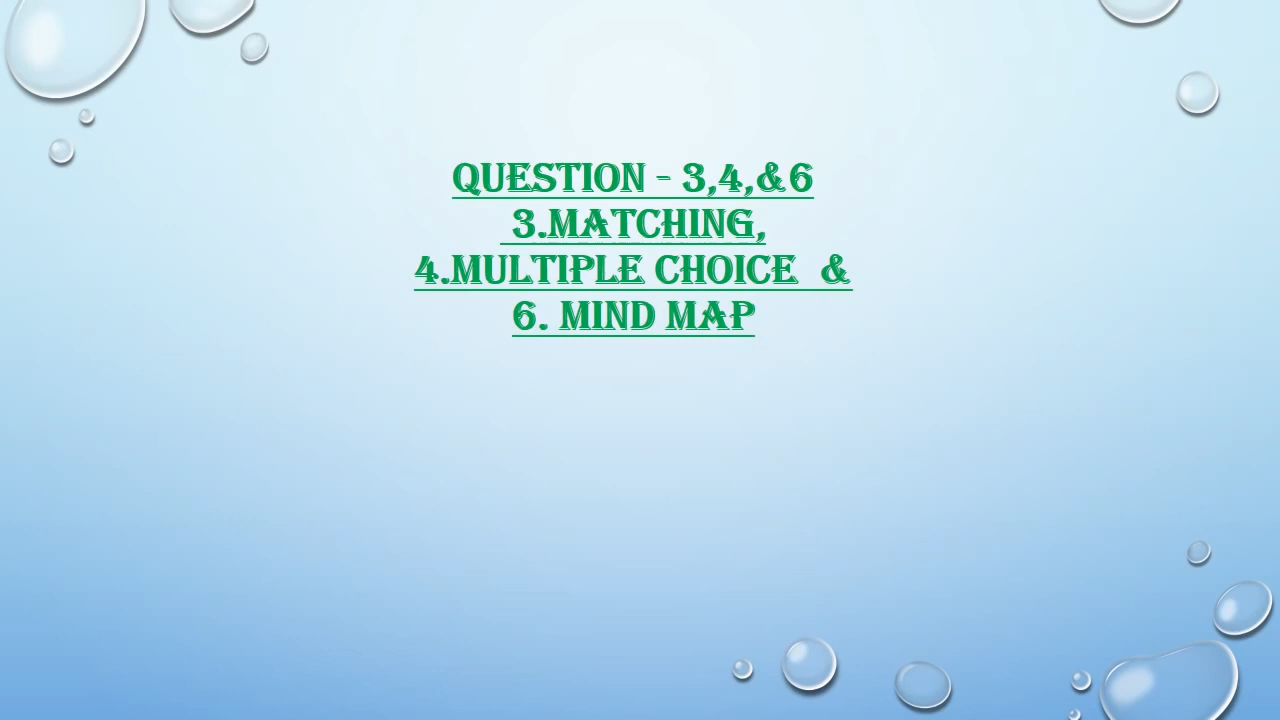 QUESTION - 3,4,&6
3.MATCHING,
4.MULTIPLE CHOICE &
6. MIND MAP